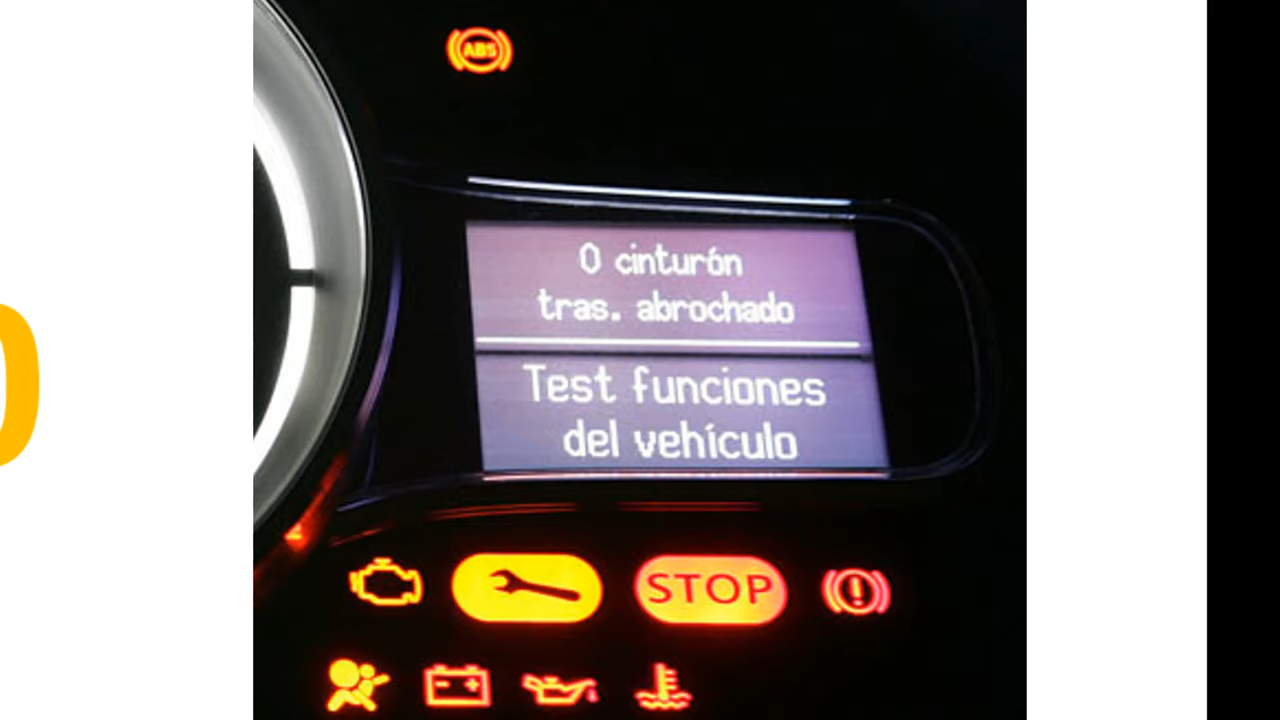 ABS
0 cinturón
tras. abrochado
Test funciones
del vehículo
STOP